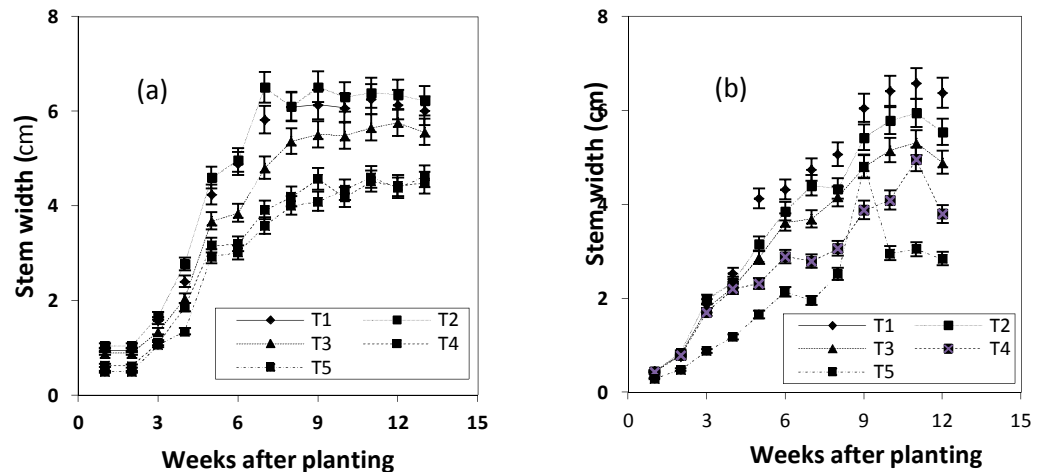 8
6
4
2
0
Stem width (cm)
(a)
T1 T2
T3 T4
T5
0 3 6 9 12 15
Weeks after planting
8
6
4
2
0
Stem width (cm)
(b)
T1 T2
T3 T4
T5
0 3 6 9 12 15
Weeks after planting